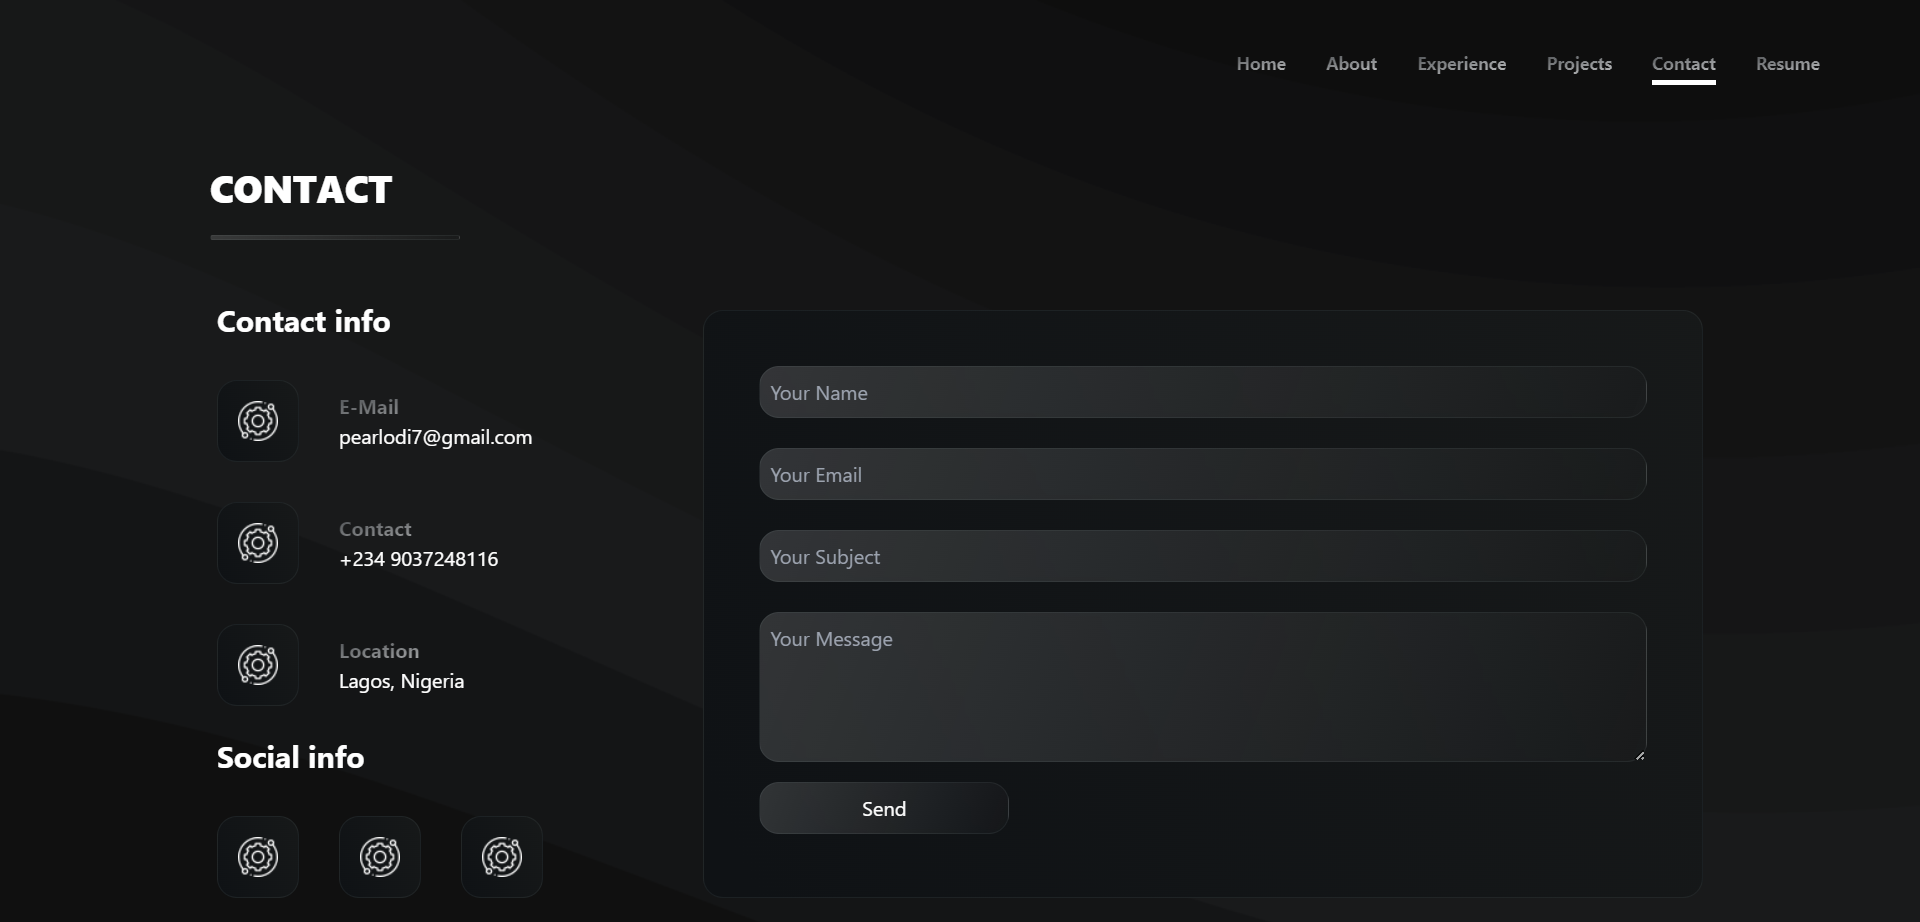 Home About Experience Projects Contact Resume
CONTACT
Contact info
E-Mail
pearlodi7@gmail.com
Contact
+234 9037248116
Location
Lagos, Nigeria
Social info
Your Name
Your Email
Your Subject
Your Message
Send